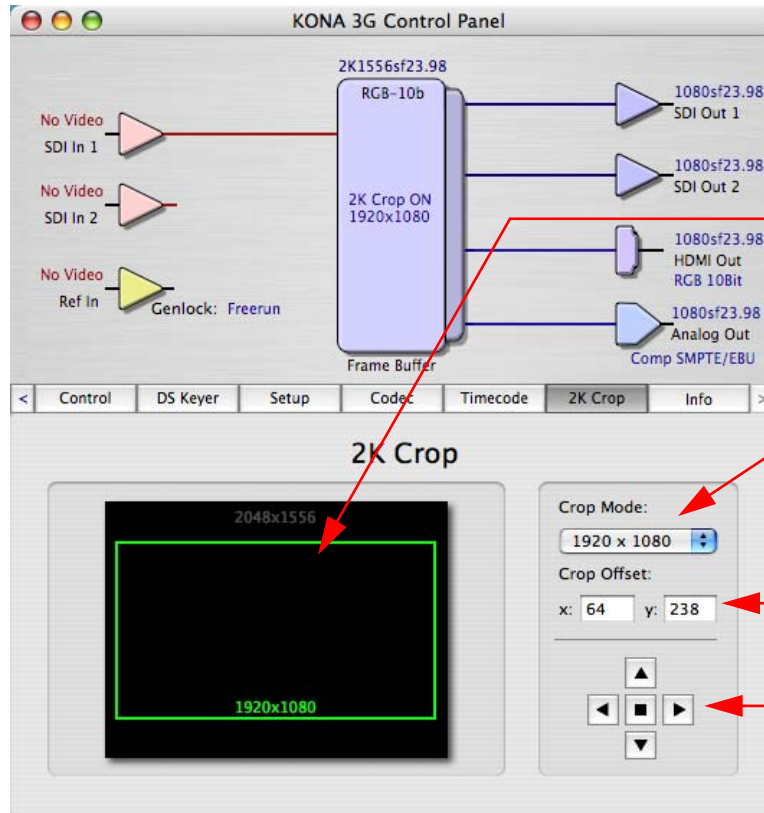 KONA 3G Control Panel
2K1556sf23.98
RGB-10b
2K Crop ON
1920x1080
Frame Buffer
No Video
SDI In 1
No Video
SDI In 2
No Video
Ref In
Genlock: Freerun
1080sf23.98
SDI Out 1
1080sf23.98
SDI Out 2
1080sf23.98
HDMI Out
RGB 10Bit
1080sf23.98
Analog Out
Comp SMPTE/EBU
< Control DS Keyer Setup Codec Timecode 2K Crop Info >
2K Crop
2048x1556
1920x1080
Crop Mode:
1920 x 1080
Crop Offset:
x: 64 y: 238